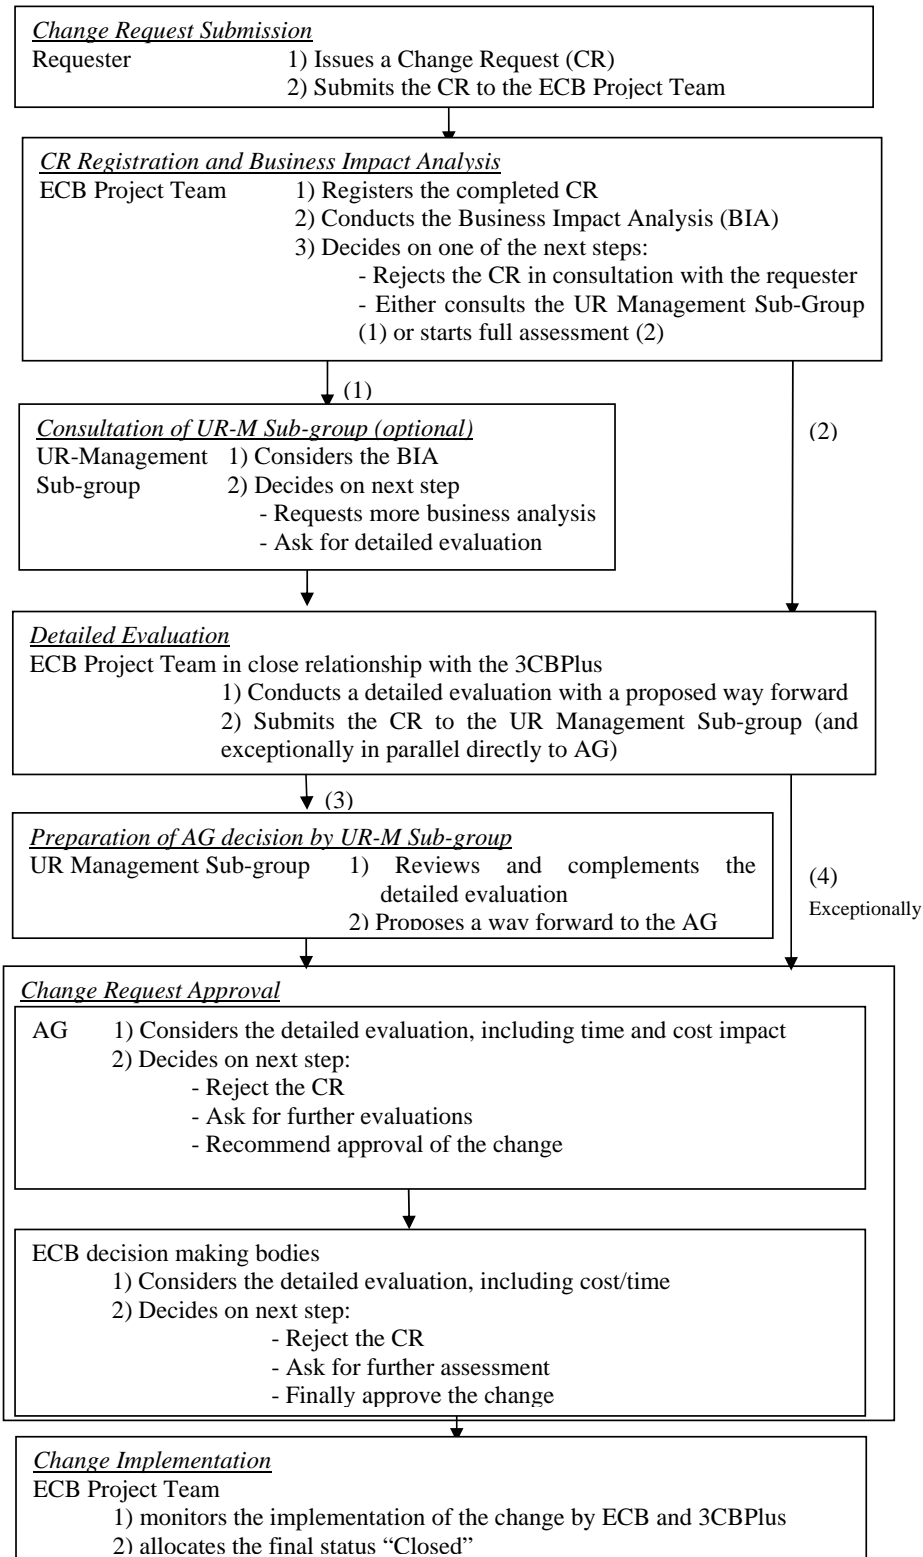 Change Request Submission
Requester 1) Issues a Change Request (CR)
2) Submits the CR to the ECB Project Team
CR Registration and Business Impact Analysis
ECB Project Team 1) Registers the completed CR
2) Conducts the Business Impact Analysis (BIA)
3) Decides on one of the next steps:
- Rejects the CR in consultation with the requester
- Either consults the UR Management Sub-Group
(1) or starts full assessment (2)
(1)
(2)
Consultation of UR-M Sub-group (optional)
UR-Management 1) Considers the BIA
Sub-group 2) Decides on next step
- Requests more business analysis
- Ask for detailed evaluation
Detailed Evaluation
ECB Project Team in close relationship with the 3CBPlus
1) Conducts a detailed evaluation with a proposed way forward
2) Submits the CR to the UR Management Sub-group (and
exceptionally in parallel directly to AG)
(3)
Preparation of AG decision by UR-M Sub-group
UR Management Sub-group 1) Reviews and complements the
detailed evaluation
2) Proposes a way forward to the AG
(4)
Exceptionally
Change Request Approval
AG 1) Considers the detailed evaluation, including time and cost impact
2) Decides on next step:
- Reject the CR
- Ask for further evaluations
- Recommend approval of the change
ECB decision making bodies
1) Considers the detailed evaluation, including cost/time
2) Decides on next step:
- Reject the CR
- Ask for further assessment
- Finally approve the change
Change Implementation
ECB Project Team
1) monitors the implementation of the change by ECB and 3CBPlus
2) allocates the final status “Closed”